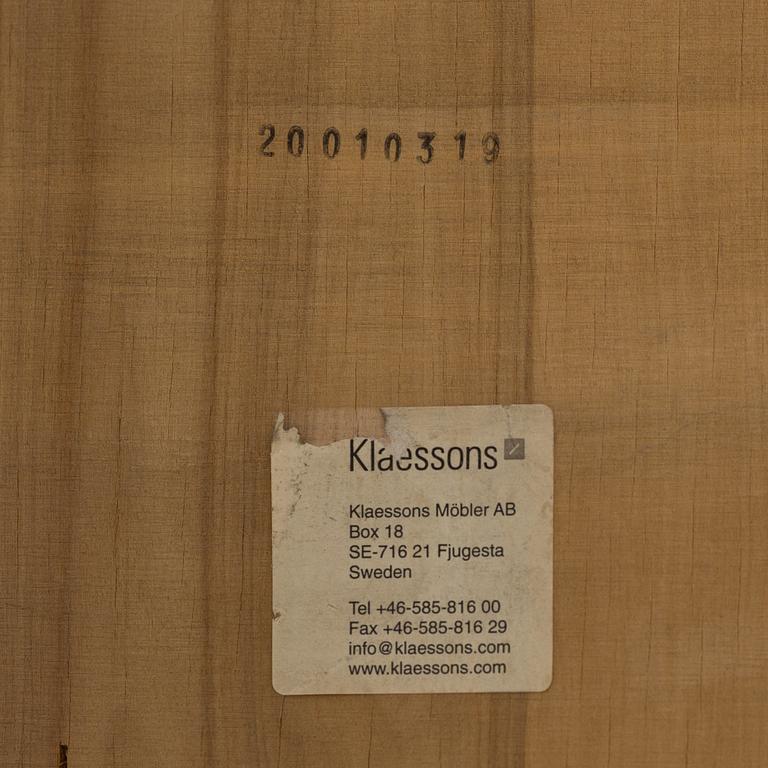 20010319
Klaessons
Klaessons Möbler AB
Box 18
SE-716 21 Fjugesta
Sweden
Tel +46-585-816 00
Fax +46-585-816 29
info@klaessons.com
www.klaessons.com